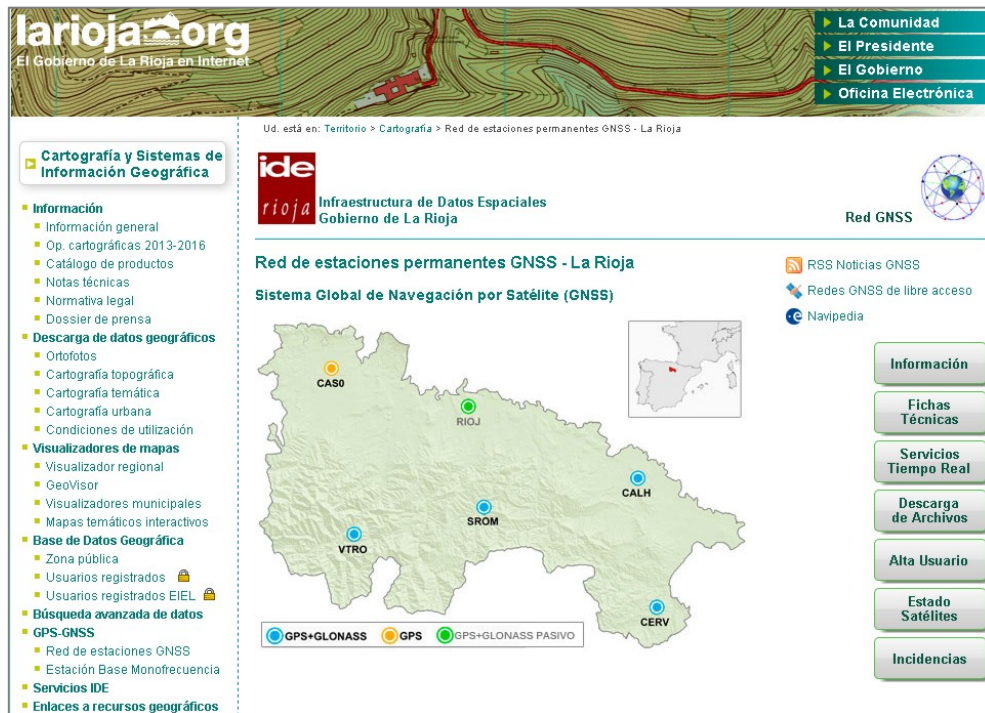 larioja.org
El Gobierno de La Rioja en Internet
La Comunidad
El Presidente
El Gobierno
Oficina Electrónica
Ud. está en: Territorio > Cartografía > Red de estaciones permanentes GNSS - La Rioja
Cartografía y Sistemas de
Información Geográfica
Información
Información general
Op. cartográficas 2013-2016
Catálogo de productos
Notas técnicas
Normativa legal
Dossier de prensa
Descarga de datos geográficos
Ortofotos
Cartografía topográfica
Cartografía temática
Cartografía urbana
Condiciones de utilización
Visualizadores de mapas
Visualizador regional
GeoVisor
Visualizadores municipales
Mapas temáticos interactivos
Base de Datos Geográfica
Zona pública
Usuarios registrados
Usuarios registrados EIEL
Búsqueda avanzada de datos
GPS-GNSS
Red de estaciones GNSS
Estación Base Monofrecuencia
Servicios IDE
Enlaces a recursos geográficos
ide
rioja
Infraestructura de Datos Espaciales
Gobierno de La Rioja
Red GNSS
Red de estaciones permanentes GNSS - La Rioja
Sistema Global de Navegación por Satélite (GNSS)
CAS0
RIOJ
CALH
SROM
VTRO
CERV
GPS+GLONASS
GPS
GPS+GLONASS PASIVO
RSS Noticias GNSS
Redes GNSS de libre acceso
Navipedia
Información
Fichas
Técnicas
Servicios
Tiempo Real
Descarga
de Archivos
Alta Usuario
Estado
Satélites
Incidencias